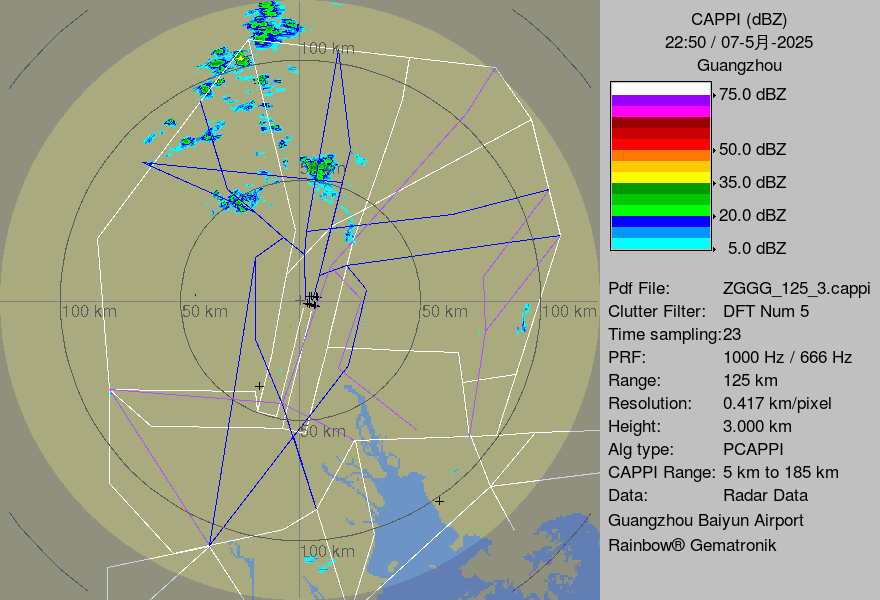 CAPPI (dBZ)
22:50 / 07-5月-2025
Guangzhou
75.0 dBZ
50.0 dBZ
35.0 dBZ
20.0 dBZ
5.0 dBZ
Pdf File: ZGGG_125_3.cappi
Clutter Filter: DFT Num 5
Time sampling:23
PRF: 1000 Hz / 666 Hz
Range: 125 km
Resolution: 0.417 km/pixel
Height: 3.000 km
Alg type: PCAPPI
CAPPI Range: 5 km to 185 km
Data: Radar Data
Guangzhou Baiyun Airport
Rainbow® Gematronik
100 km
100 km
50 km
50 km
100 km
50 km
100 km